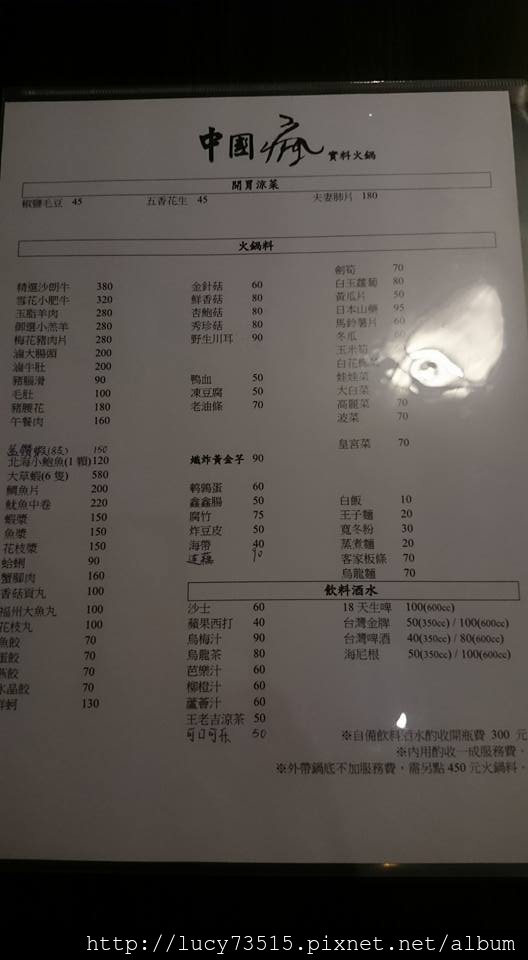 中國瘋 實料火鍋
開胃涼菜
椒鹽毛豆 45 五香花生 45 夫妻肺片 180
火鍋料
精選沙朗牛 380
雪花小肥牛 320
玉脂羊肉 280
御選小羔羊 280
梅花豬肉片 280
滷大腸頭 200
滷牛肚 200
豬腦滑 90
毛肚 100
豬腰花 180
午餐肉 160
150
北海小鮑魚(1顆)120
大草蝦(6隻) 580
鯛魚片 200
魷魚中卷 220
蝦漿 150
魚漿 150
花枝漿 150
蛤蜊 90
蟹腳肉 160
香菇貢丸 100
福州大魚丸 100
花枝丸 100
魚餃 70
蛋餃 70
燕餃 70
水晶餃 70
鮮蚵 130
金針菇 60
鮮香菇 80
杏鮑菇 80
秀珍菇 80
野生川耳 90
鴨血 50
凍豆腐 50
老油條 70
爆炸黃金芋 90
鵪鶉蛋 60
鑫鑫腸 50
腐竹 75
炸豆皮 50
海帶 40
蓮藕 90
劍筍 70
白玉蘿蔔 80
黃瓜片 50
日本山藥 95
馬鈴薯片 60
冬瓜
玉米筍
白花椰菜
娃娃菜
大白菜
高麗菜 70
菠菜 70
皇宮菜 70
白飯 10
王子麵 20
寬冬粉 30
蒸煮麵 20
客家板條 70
烏龍麵 70
飲料酒水
沙士 60
蘋果西打 40
烏梅汁 90
烏龍茶 80
芭樂汁 60
柳橙汁 60
蘆薈汁 60
王老吉涼茶 50
可口可樂 50
18天生啤 100(600cc)
台灣金牌 50(350cc) / 100(600cc)
台灣啤酒 40(350cc) / 80(600cc)
海尼根 50(350cc) / 100(600cc)
※自備飲料酒水酌收開瓶費 300 元
※內用酌收一成服務費.
※外帶鍋底不加服務費，需另點 450 元火鍋料.
http://lucy73515.pixnet.net/album